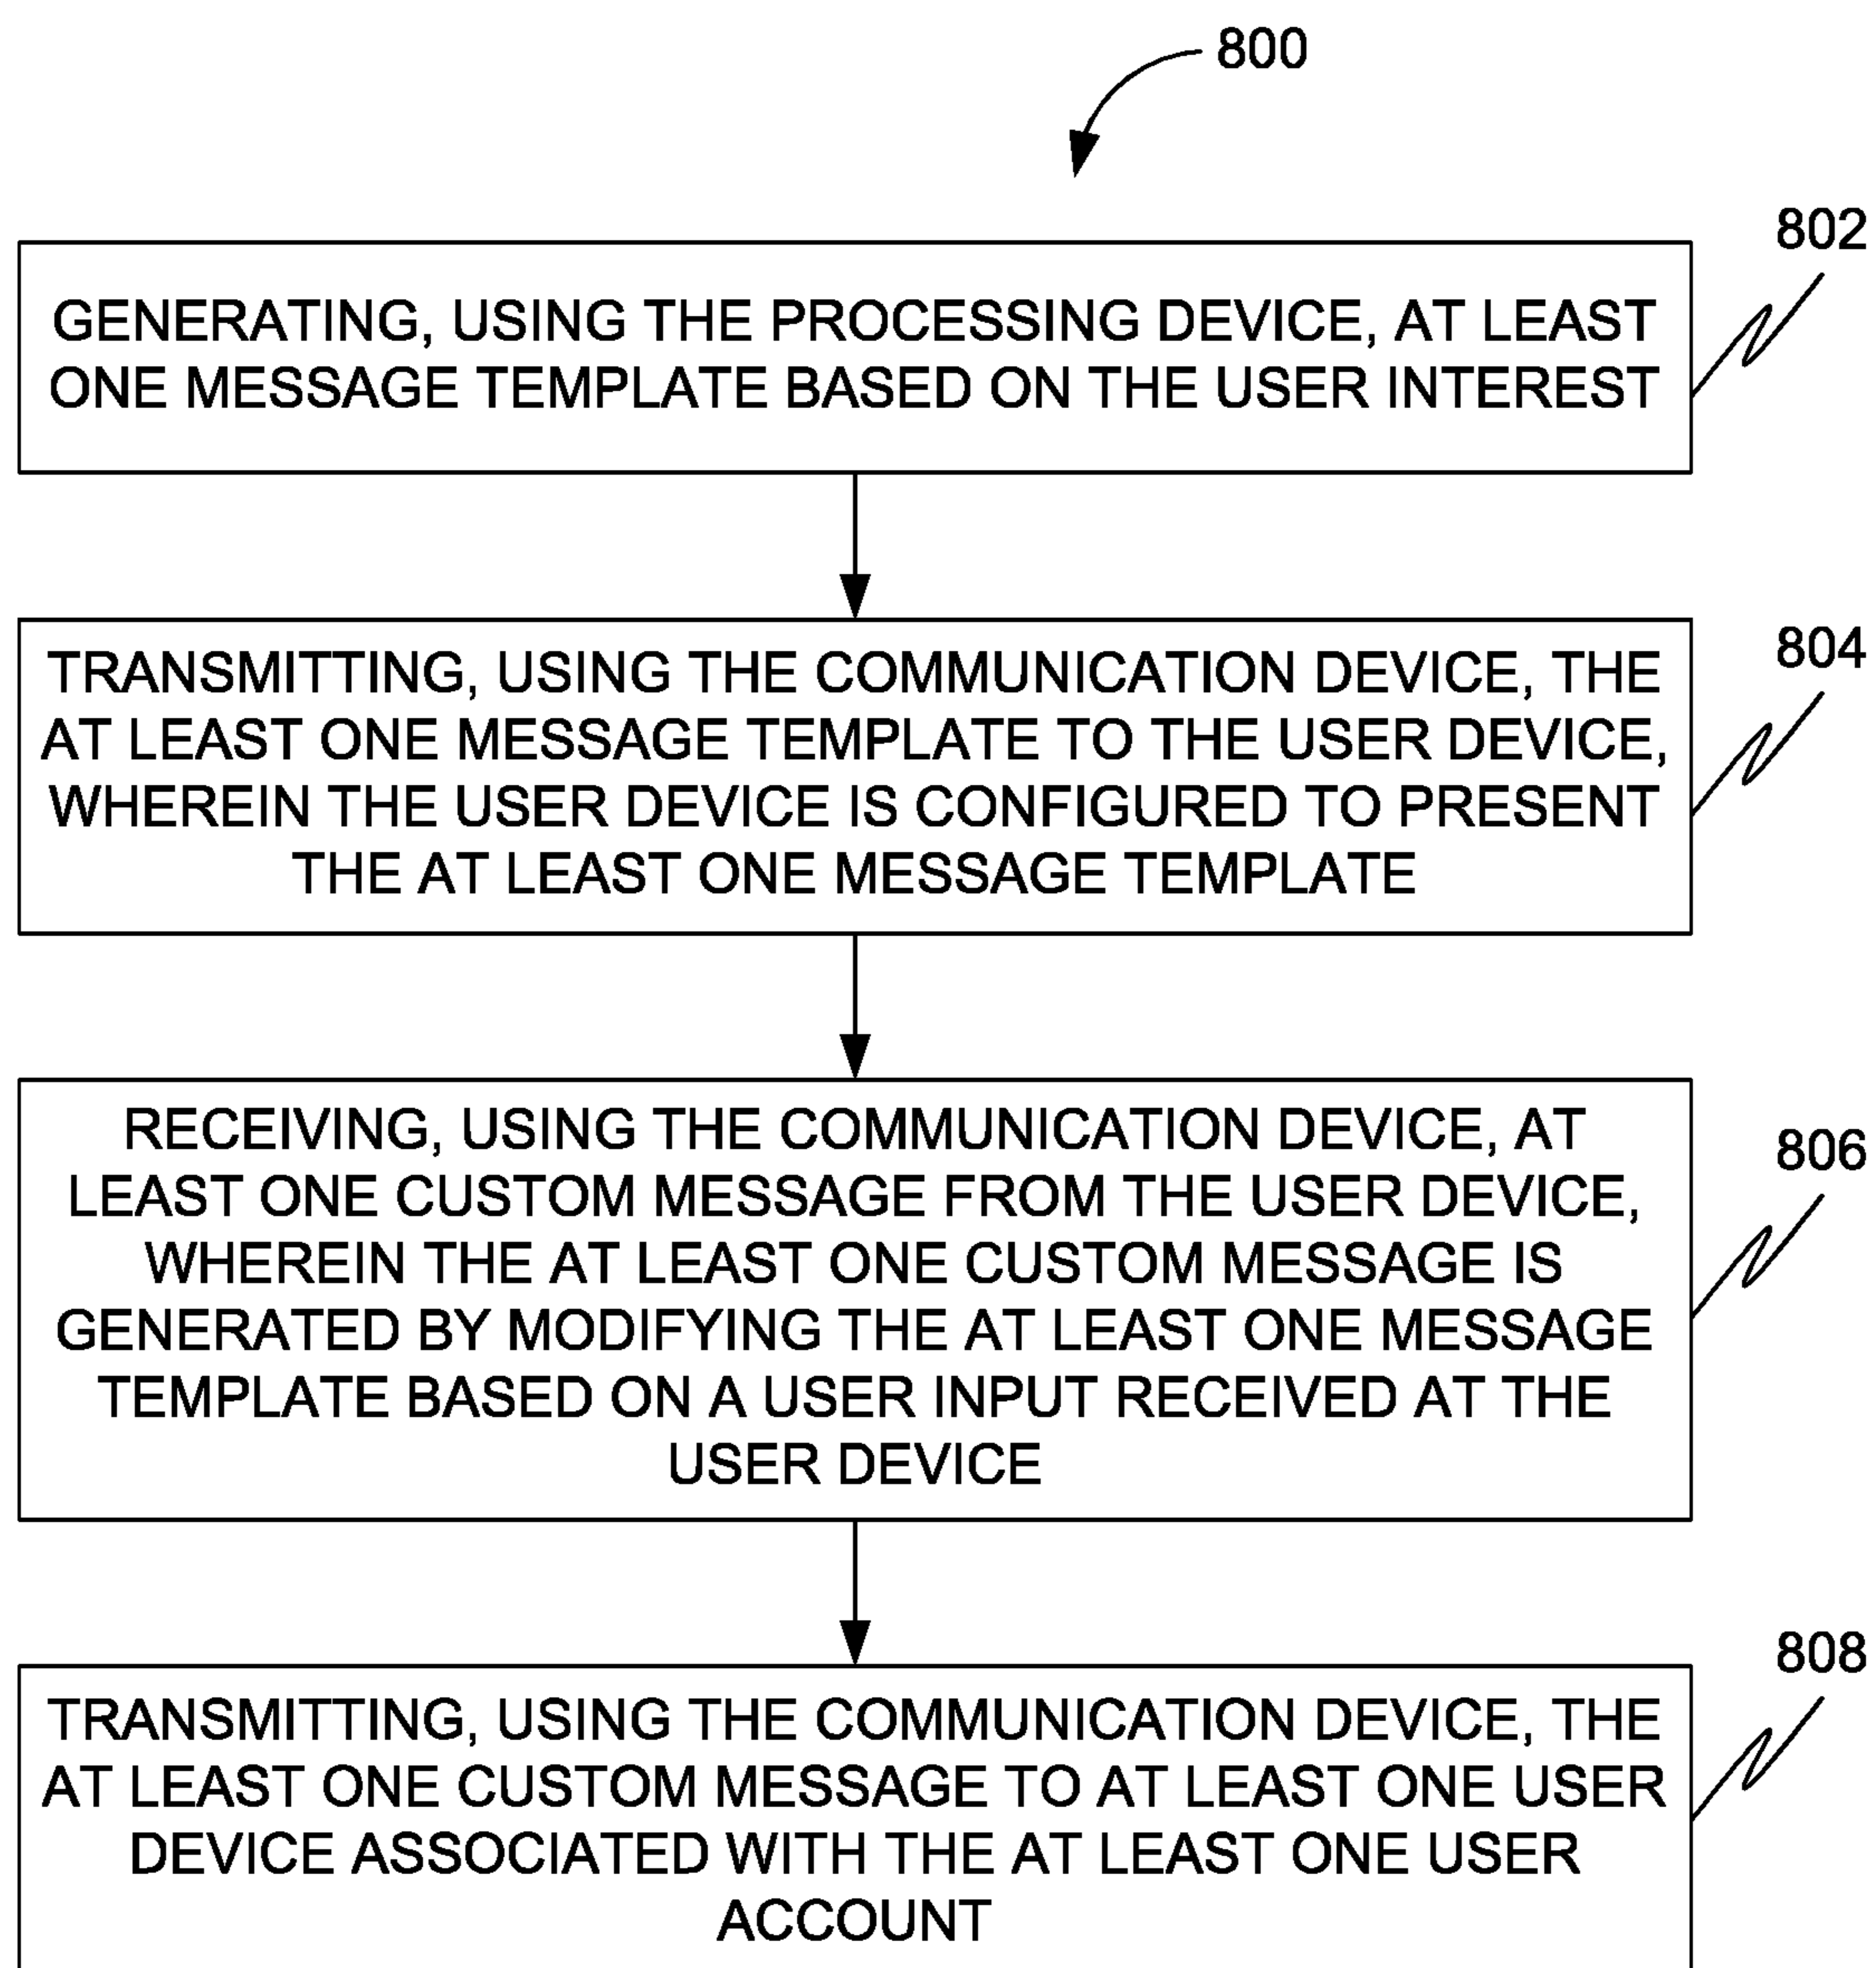 800
802
GENERATING, USING THE PROCESSING DEVICE, AT LEAST
ONE MESSAGE TEMPLATE BASED ON THE USER INTEREST
804
TRANSMITTING, USING THE COMMUNICATION DEVICE, THE
AT LEAST ONE MESSAGE TEMPLATE TO THE USER DEVICE,
WHEREIN THE USER DEVICE IS CONFIGURED TO PRESENT
THE AT LEAST ONE MESSAGE TEMPLATE
806
RECEIVING, USING THE COMMUNICATION DEVICE, AT
LEAST ONE CUSTOM MESSAGE FROM THE USER DEVICE,
WHEREIN THE AT LEAST ONE CUSTOM MESSAGE IS
GENERATED BY MODIFYING THE AT LEAST ONE MESSAGE
TEMPLATE BASED ON A USER INPUT RECEIVED AT THE
USER DEVICE
808
TRANSMITTING, USING THE COMMUNICATION DEVICE, THE
AT LEAST ONE CUSTOM MESSAGE TO AT LEAST ONE USER
DEVICE ASSOCIATED WITH THE AT LEAST ONE USER
ACCOUNT